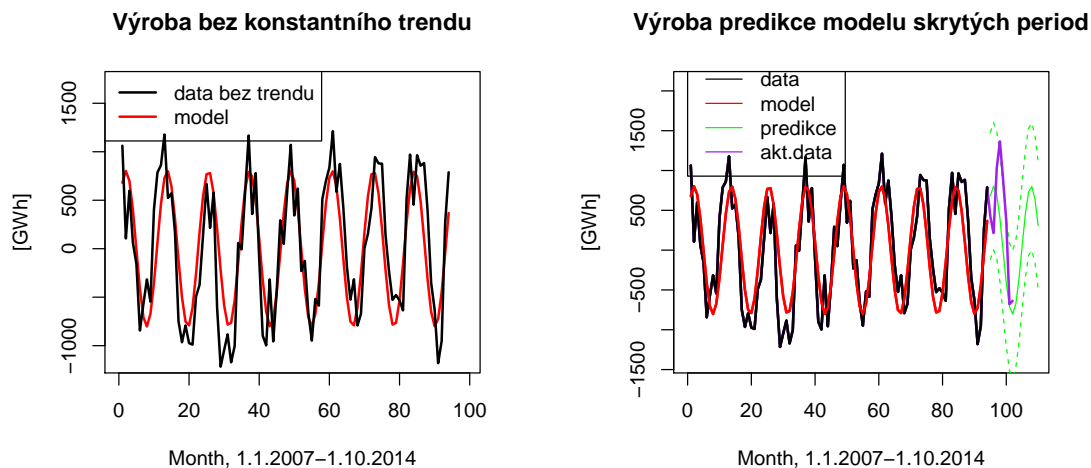 Výroba bez konstantního trendu
[GWh]
1500
500
0
−1000
data bez trendu
model
0 20 40 60 80 100
Month, 1.1.2007−1.10.2014
Výroba predikce modelu skrytých period
[GWh]
1500
500
−500
−1500
data
model
predikce
akt.data
0 20 40 60 80 100
Month, 1.1.2007−1.10.2014